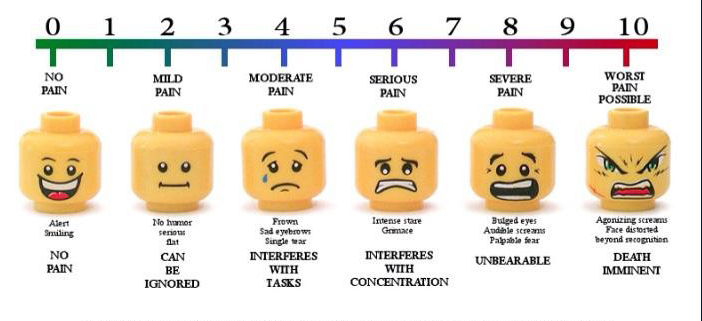 0 1 2 3 4 5 6 7 8 9 10
NO
PAIN
MILD
PAIN
MODERATE
PAIN
SERIOUS
PAIN
SEVERE
PAIN
WORST
PAIN
POSSIBLE
Alert
Smiling
No humor
serious
flat
Frown
Sad eyebrows
Single tear
Intense stare
Grimace
Bulged eyes
Audible screams
Palpable fear
Agonizing screams
Face distorted
beyond recognition
NO
PAIN
CAN
BE
IGNORED
INTERFERES
WITH
TASKS
INTERFERES
WITH
CONCENTRATION
UNBEARABLE
DEATH
IMMINENT